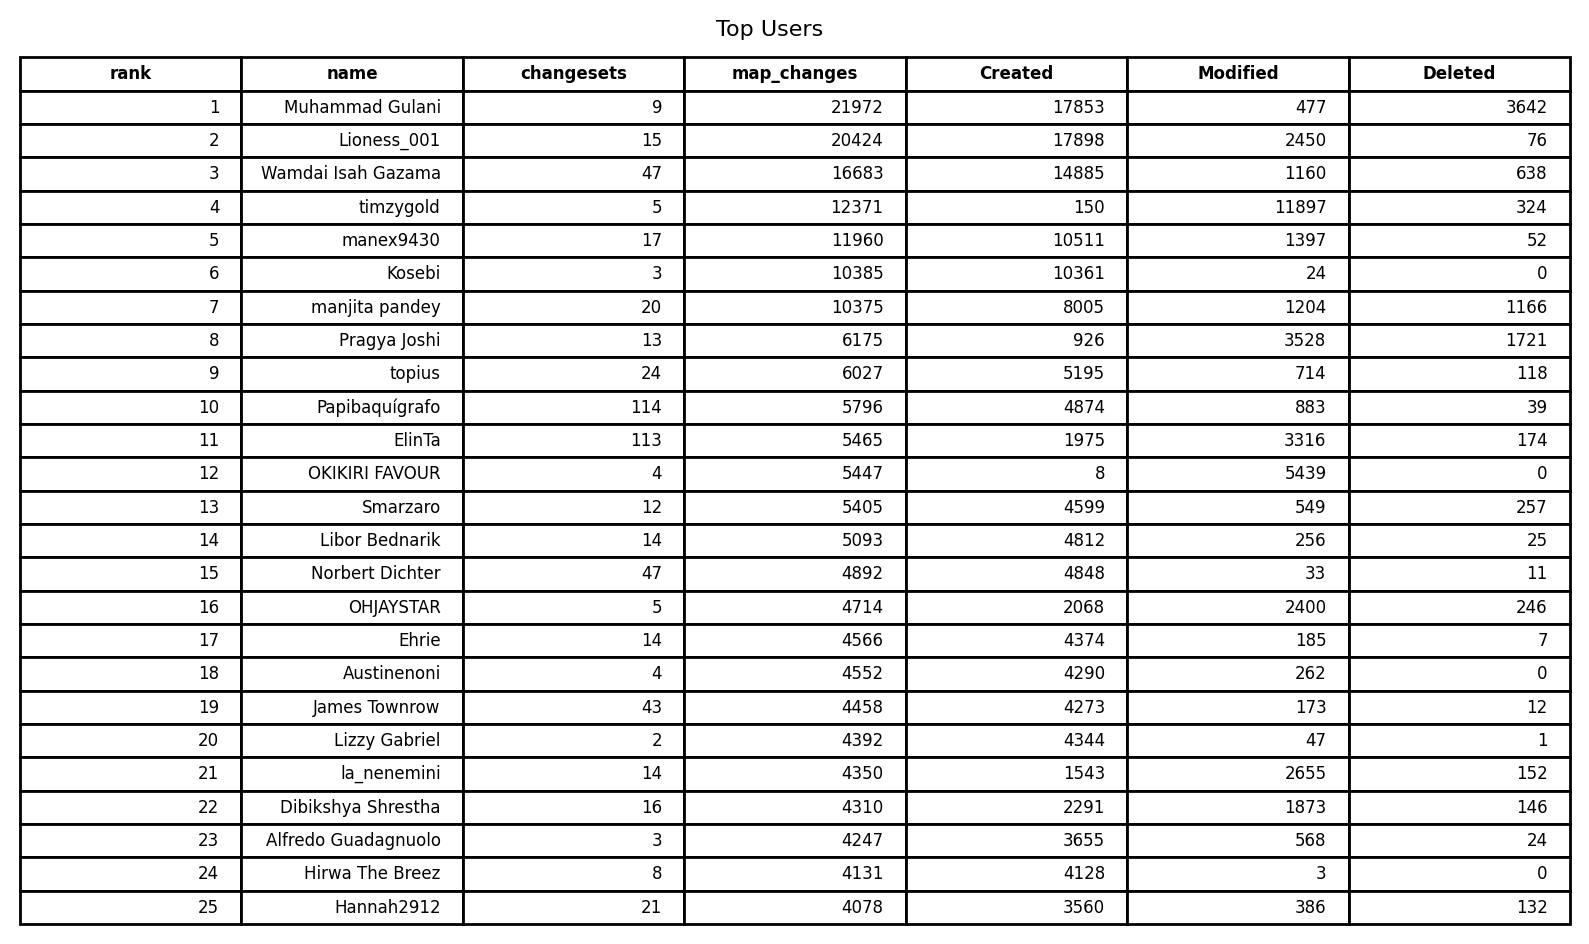 Top Users
rank name changesets map_changes Created Modified Deleted
1 Muhammad Gulani 9 21972 17853 477 3642
2 Lioness_001 15 20424 17898 2450 76
3 Wamdai Isah Gazama 47 16683 14885 1160 638
4 timzygold 5 12371 150 11897 324
5 manex9430 17 11960 10511 1397 52
6 Kosebi 3 10385 10361 24 0
7 manjita pandey 20 10375 8005 1204 1166
8 Pragya Joshi 13 6175 926 3528 1721
9 topius 24 6027 5195 714 118
10 Papibaquígrafo 114 5796 4874 883 39
11 ElinTa 113 5465 1975 3316 174
12 OKIKIRI FAVOUR 4 5447 8 5439 0
13 Smarzaro 12 5405 4599 549 257
14 Libor Bednarik 14 5093 4812 256 25
15 Norbert Dichter 47 4892 4848 33 11
16 OHJAYSTAR 5 4714 2068 2400 246
17 Ehrie 14 4566 4374 185 7
18 Austinenoni 4 4552 4290 262 0
19 James Townrow 43 4458 4273 173 12
20 Lizzy Gabriel 2 4392 4344 47 1
21 la_nenemini 14 4350 1543 2655 152
22 Dibikshya Shrestha 16 4310 2291 1873 146
23 Alfredo Guadagnuolo 3 4247 3655 568 24
24 Hirwa The Breez 8 4131 4128 3 0
25 Hannah2912 21 4078 3560 386 132